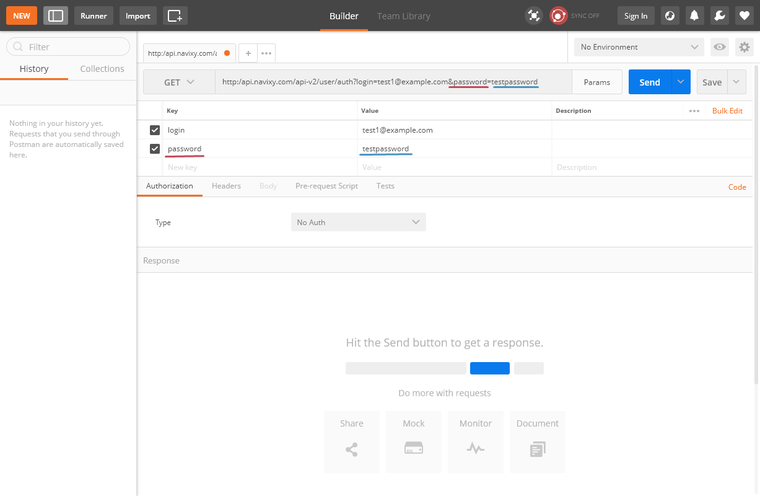 NEW Runner Import Builder Team Library SYNC OFF Sign In
Filter
History Collections
Nothing in your history yet.
Requests that you send through
Postman are automatically saved
here.
http:/api.navixy.com/a + ••• No Environment
GET http:/api.navixy.com/api-v2/user/auth?login=test1@example.com&password=testpassword Params Send Save
Key Value Description ••• Bulk Edit
login test1@example.com
password testpassword
New key Value Description
Authorization Headers Body Pre-request Script Tests Code
Type No Auth
Response
Hit the Send button to get a response.
Do more with requests
Share Mock Monitor Document